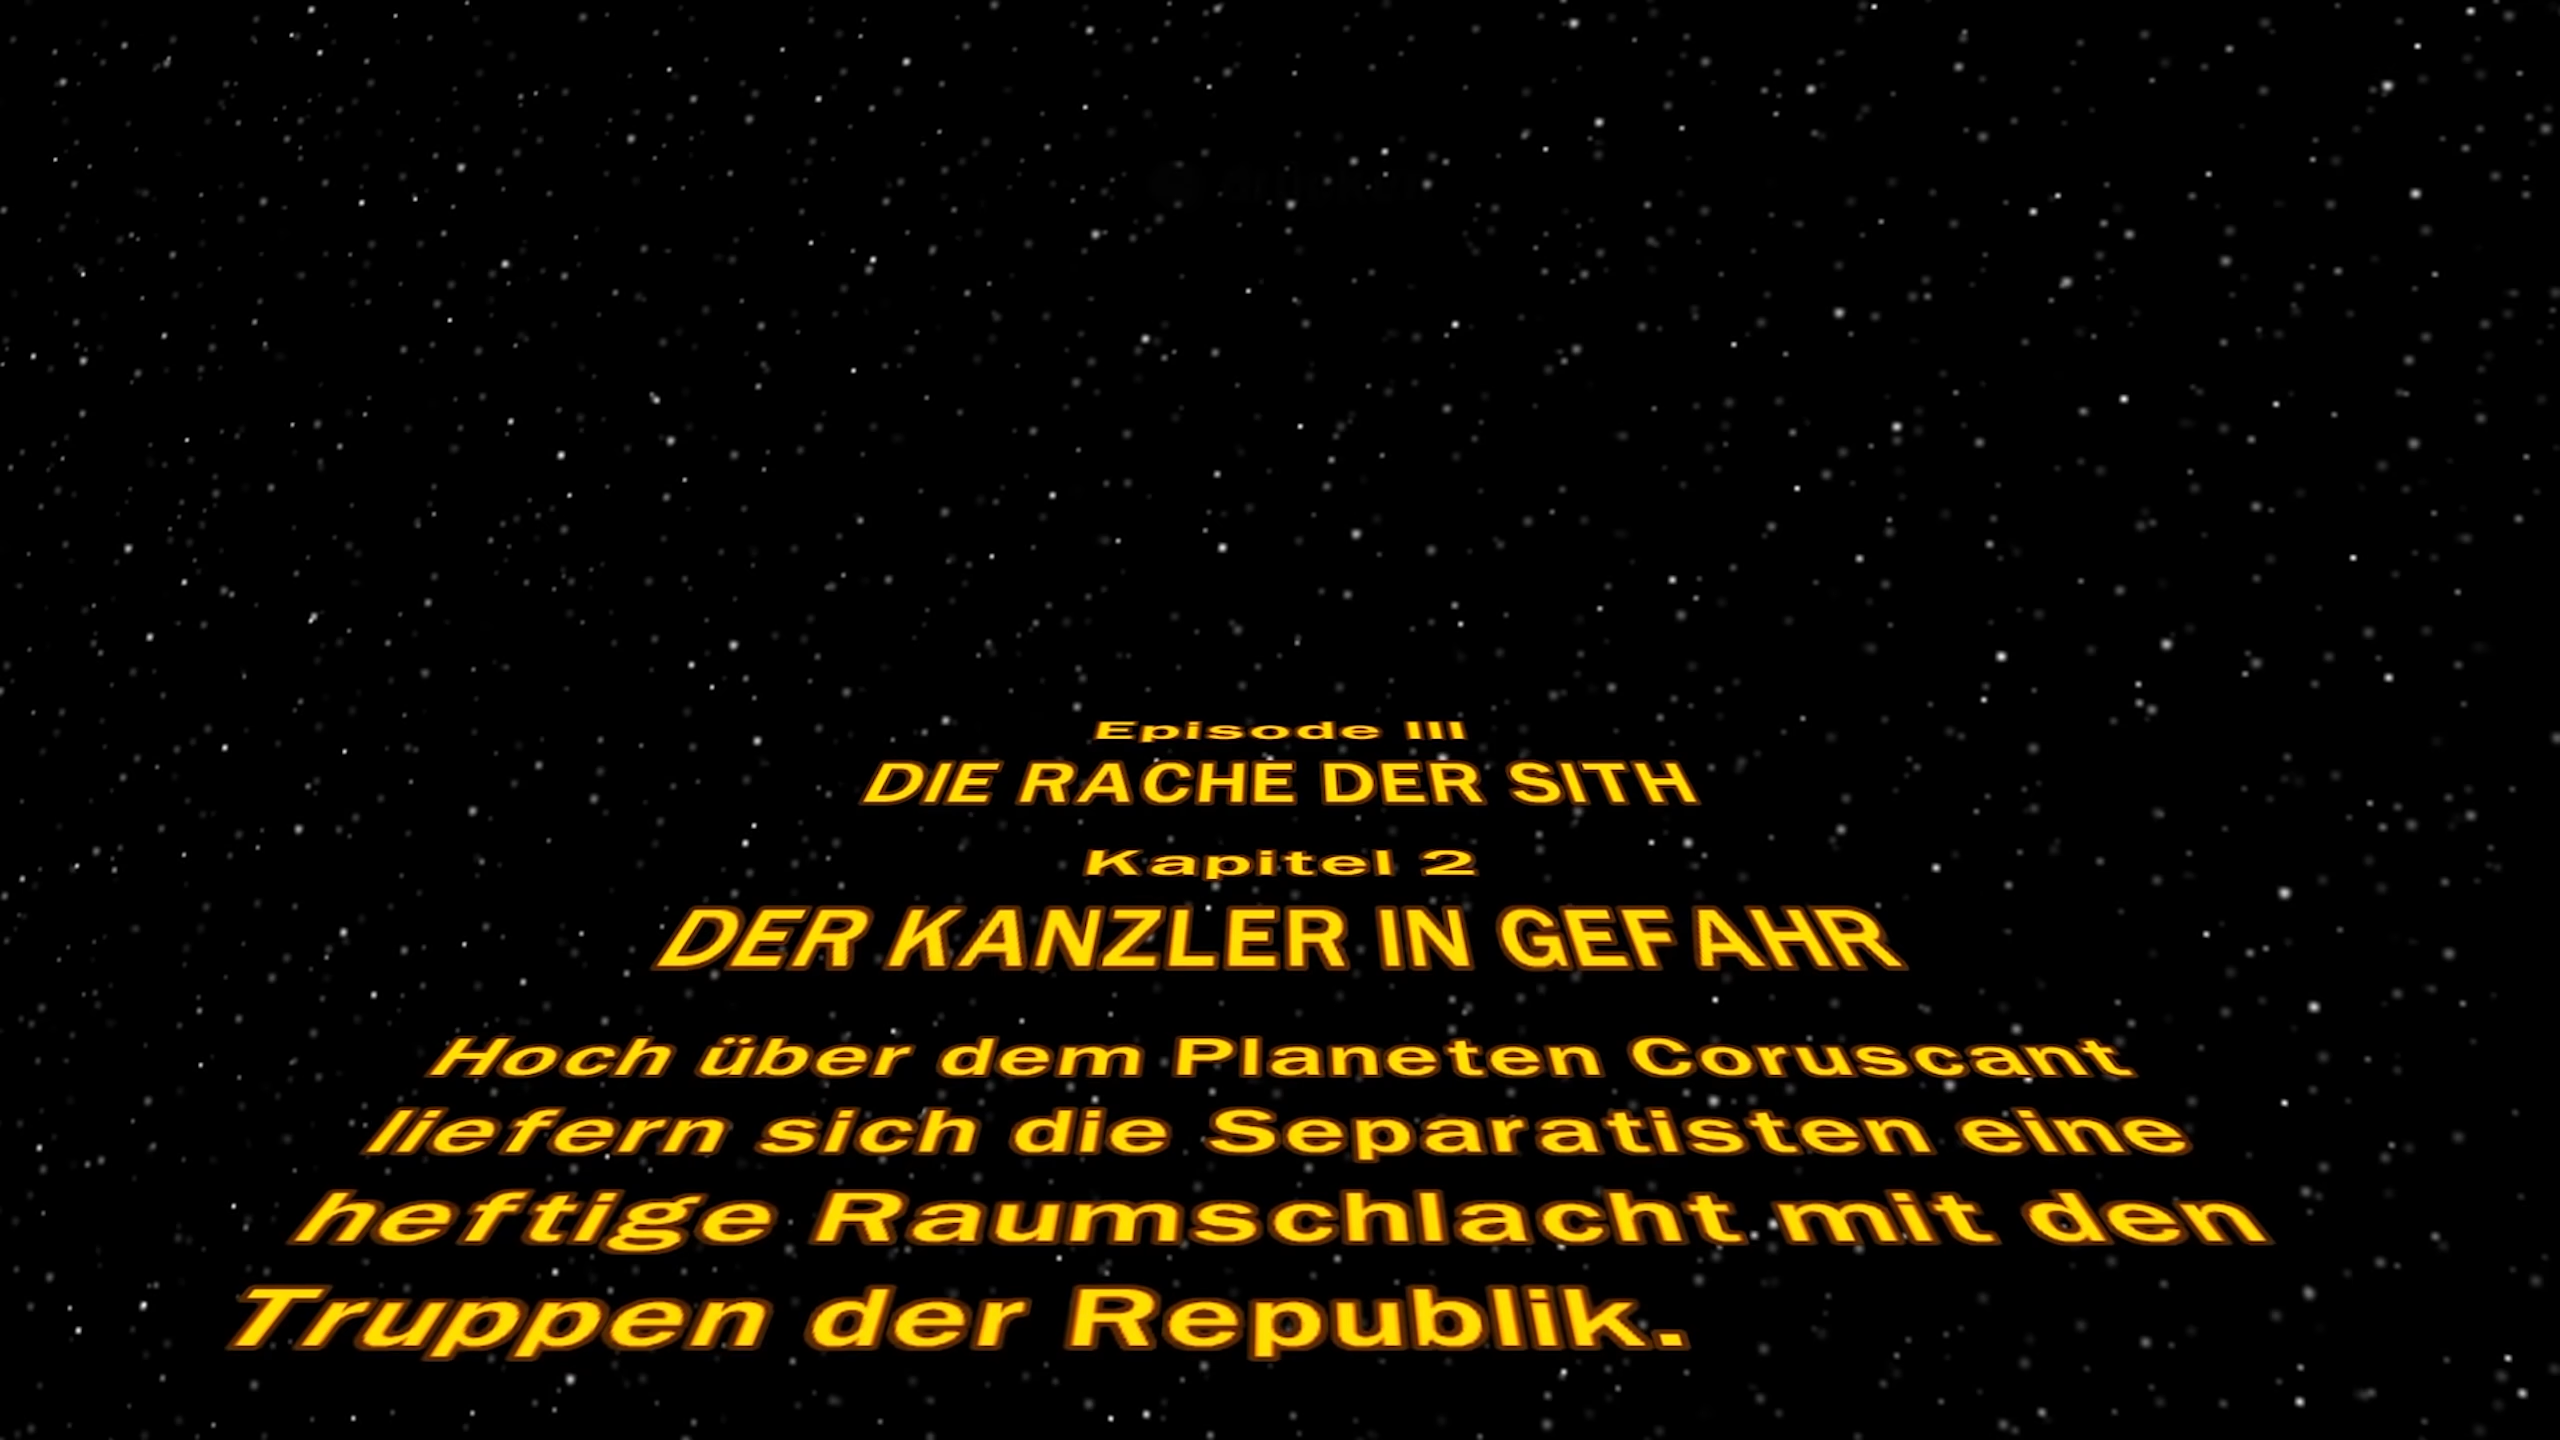 Episode III
DIE RACHE DER SITH
Kapitel 2
DER KANZLER IN GEFAHR
Hoch über dem Planeten Coruscant
liefern sich die Separatisten eine
heftige Raumschlacht mit den
Truppen der Republik.